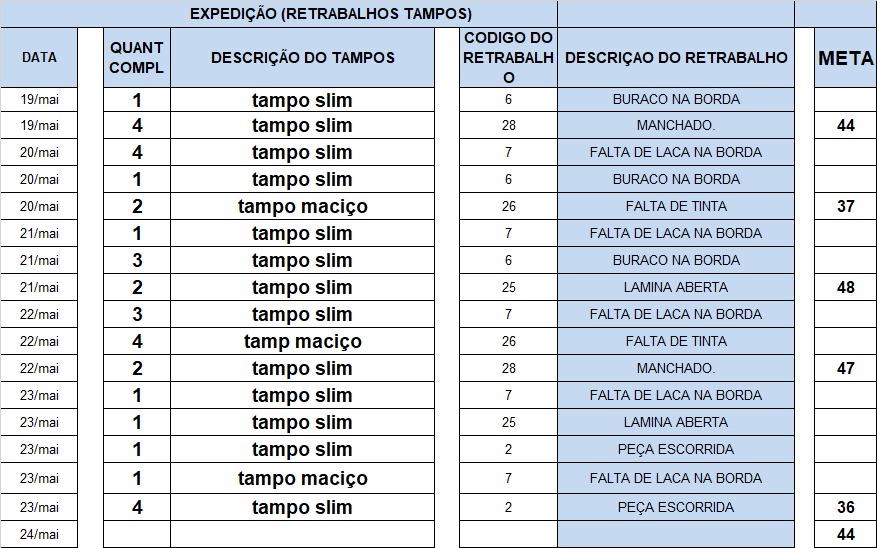 EXPEDIÇÃO (RETRABALHOS TAMPOS)
DATA QUANT COMPL DESCRIÇÃO DO TAMPOS CODIGO DO RETRABALHO DESCRIÇAO DO RETRABALHO META
19/mai 1 tampo slim 6 BURACO NA BORDA
19/mai 4 tampo slim 28 MANCHADO. 44
20/mai 4 tampo slim 7 FALTA DE LACA NA BORDA
20/mai 1 tampo slim 6 BURACO NA BORDA
20/mai 2 tampo maciço 26 FALTA DE TINTA 37
21/mai 1 tampo slim 7 FALTA DE LACA NA BORDA
21/mai 3 tampo slim 6 BURACO NA BORDA
21/mai 2 tampo slim 25 LAMINA ABERTA 48
22/mai 3 tampo slim 7 FALTA DE LACA NA BORDA
22/mai 4 tamp maciço 26 FALTA DE TINTA
22/mai 2 tampo slim 28 MANCHADO. 47
23/mai 1 tampo slim 7 FALTA DE LACA NA BORDA
23/mai 1 tampo slim 25 LAMINA ABERTA
23/mai 1 tampo slim 2 PEÇA ESCORRIDA
23/mai 1 tampo maciço 7 FALTA DE LACA NA BORDA
23/mai 4 tampo slim 2 PEÇA ESCORRIDA 36
24/mai 44